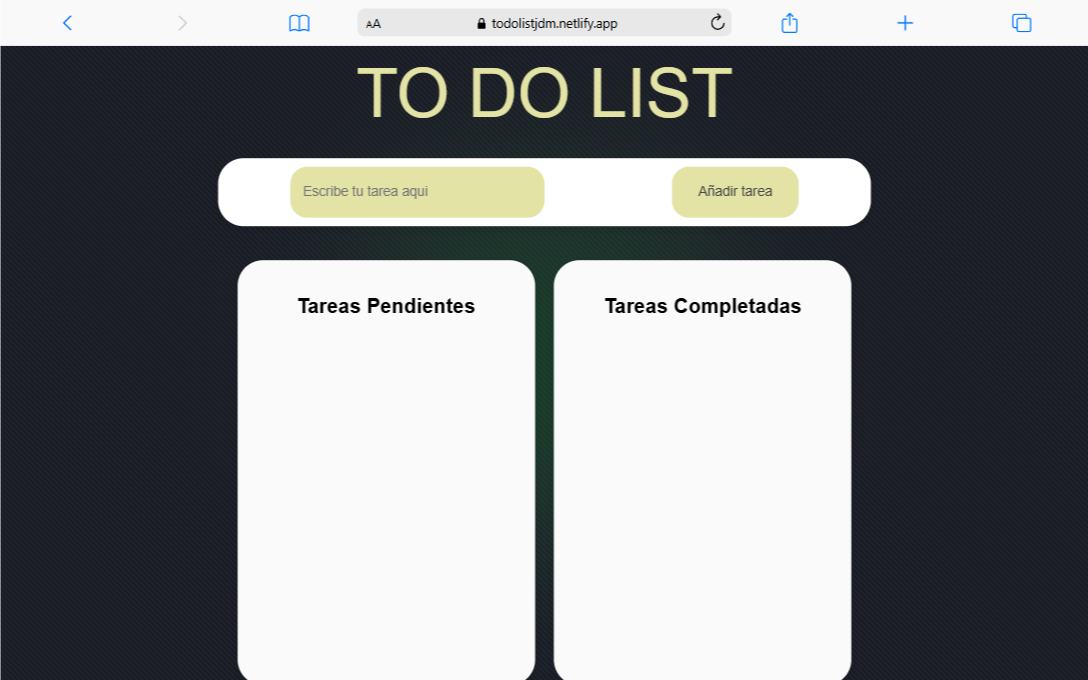 AA todolistjdm.netlify.app
TO DO LIST
Escribe tu tarea aqui Añadir tarea
Tareas Pendientes Tareas Completadas